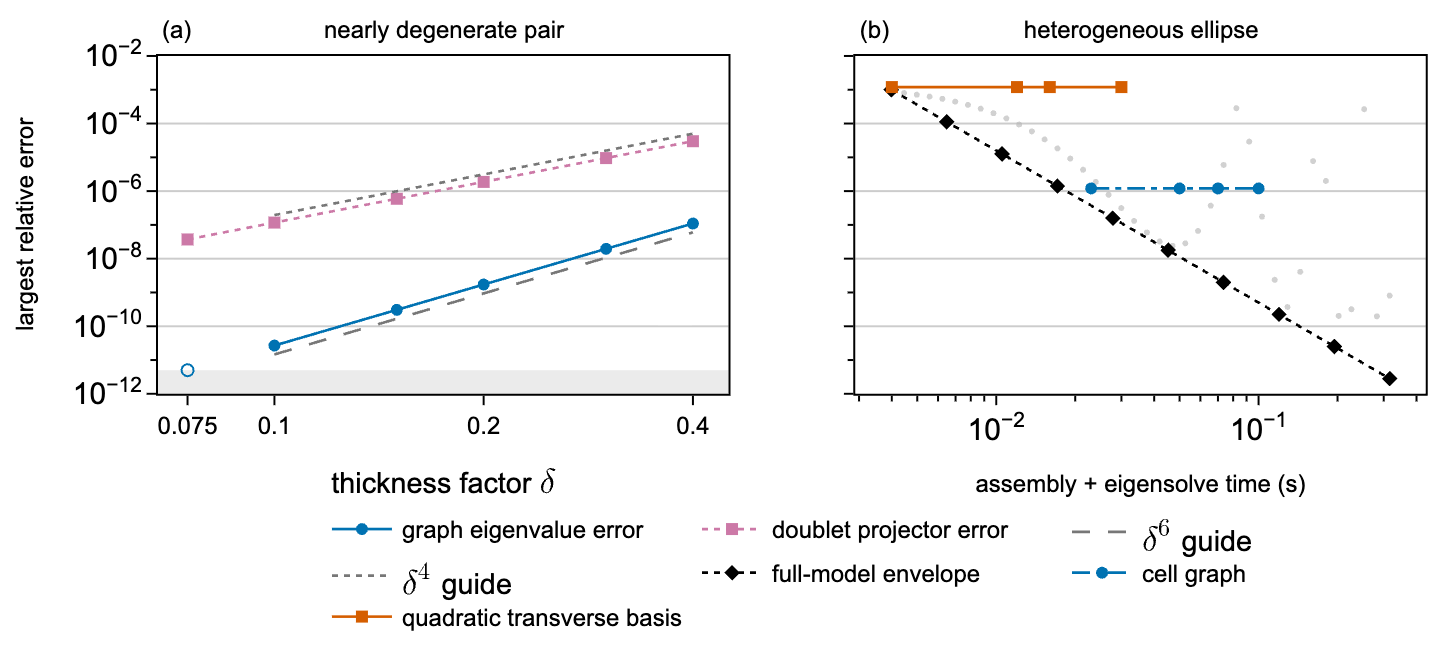 (a) nearly degenerate pair
(b) heterogeneous ellipse
largest relative error
10⁻²
10⁻⁴
10⁻⁶
10⁻⁸
10⁻¹⁰
10⁻¹²
0.075 0.1 0.2 0.4
10⁻² 10⁻¹
thickness factor δ
assembly + eigensolve time (s)
graph eigenvalue error
doublet projector error
δ⁶ guide
δ⁴ guide
full-model envelope
cell graph
quadratic transverse basis